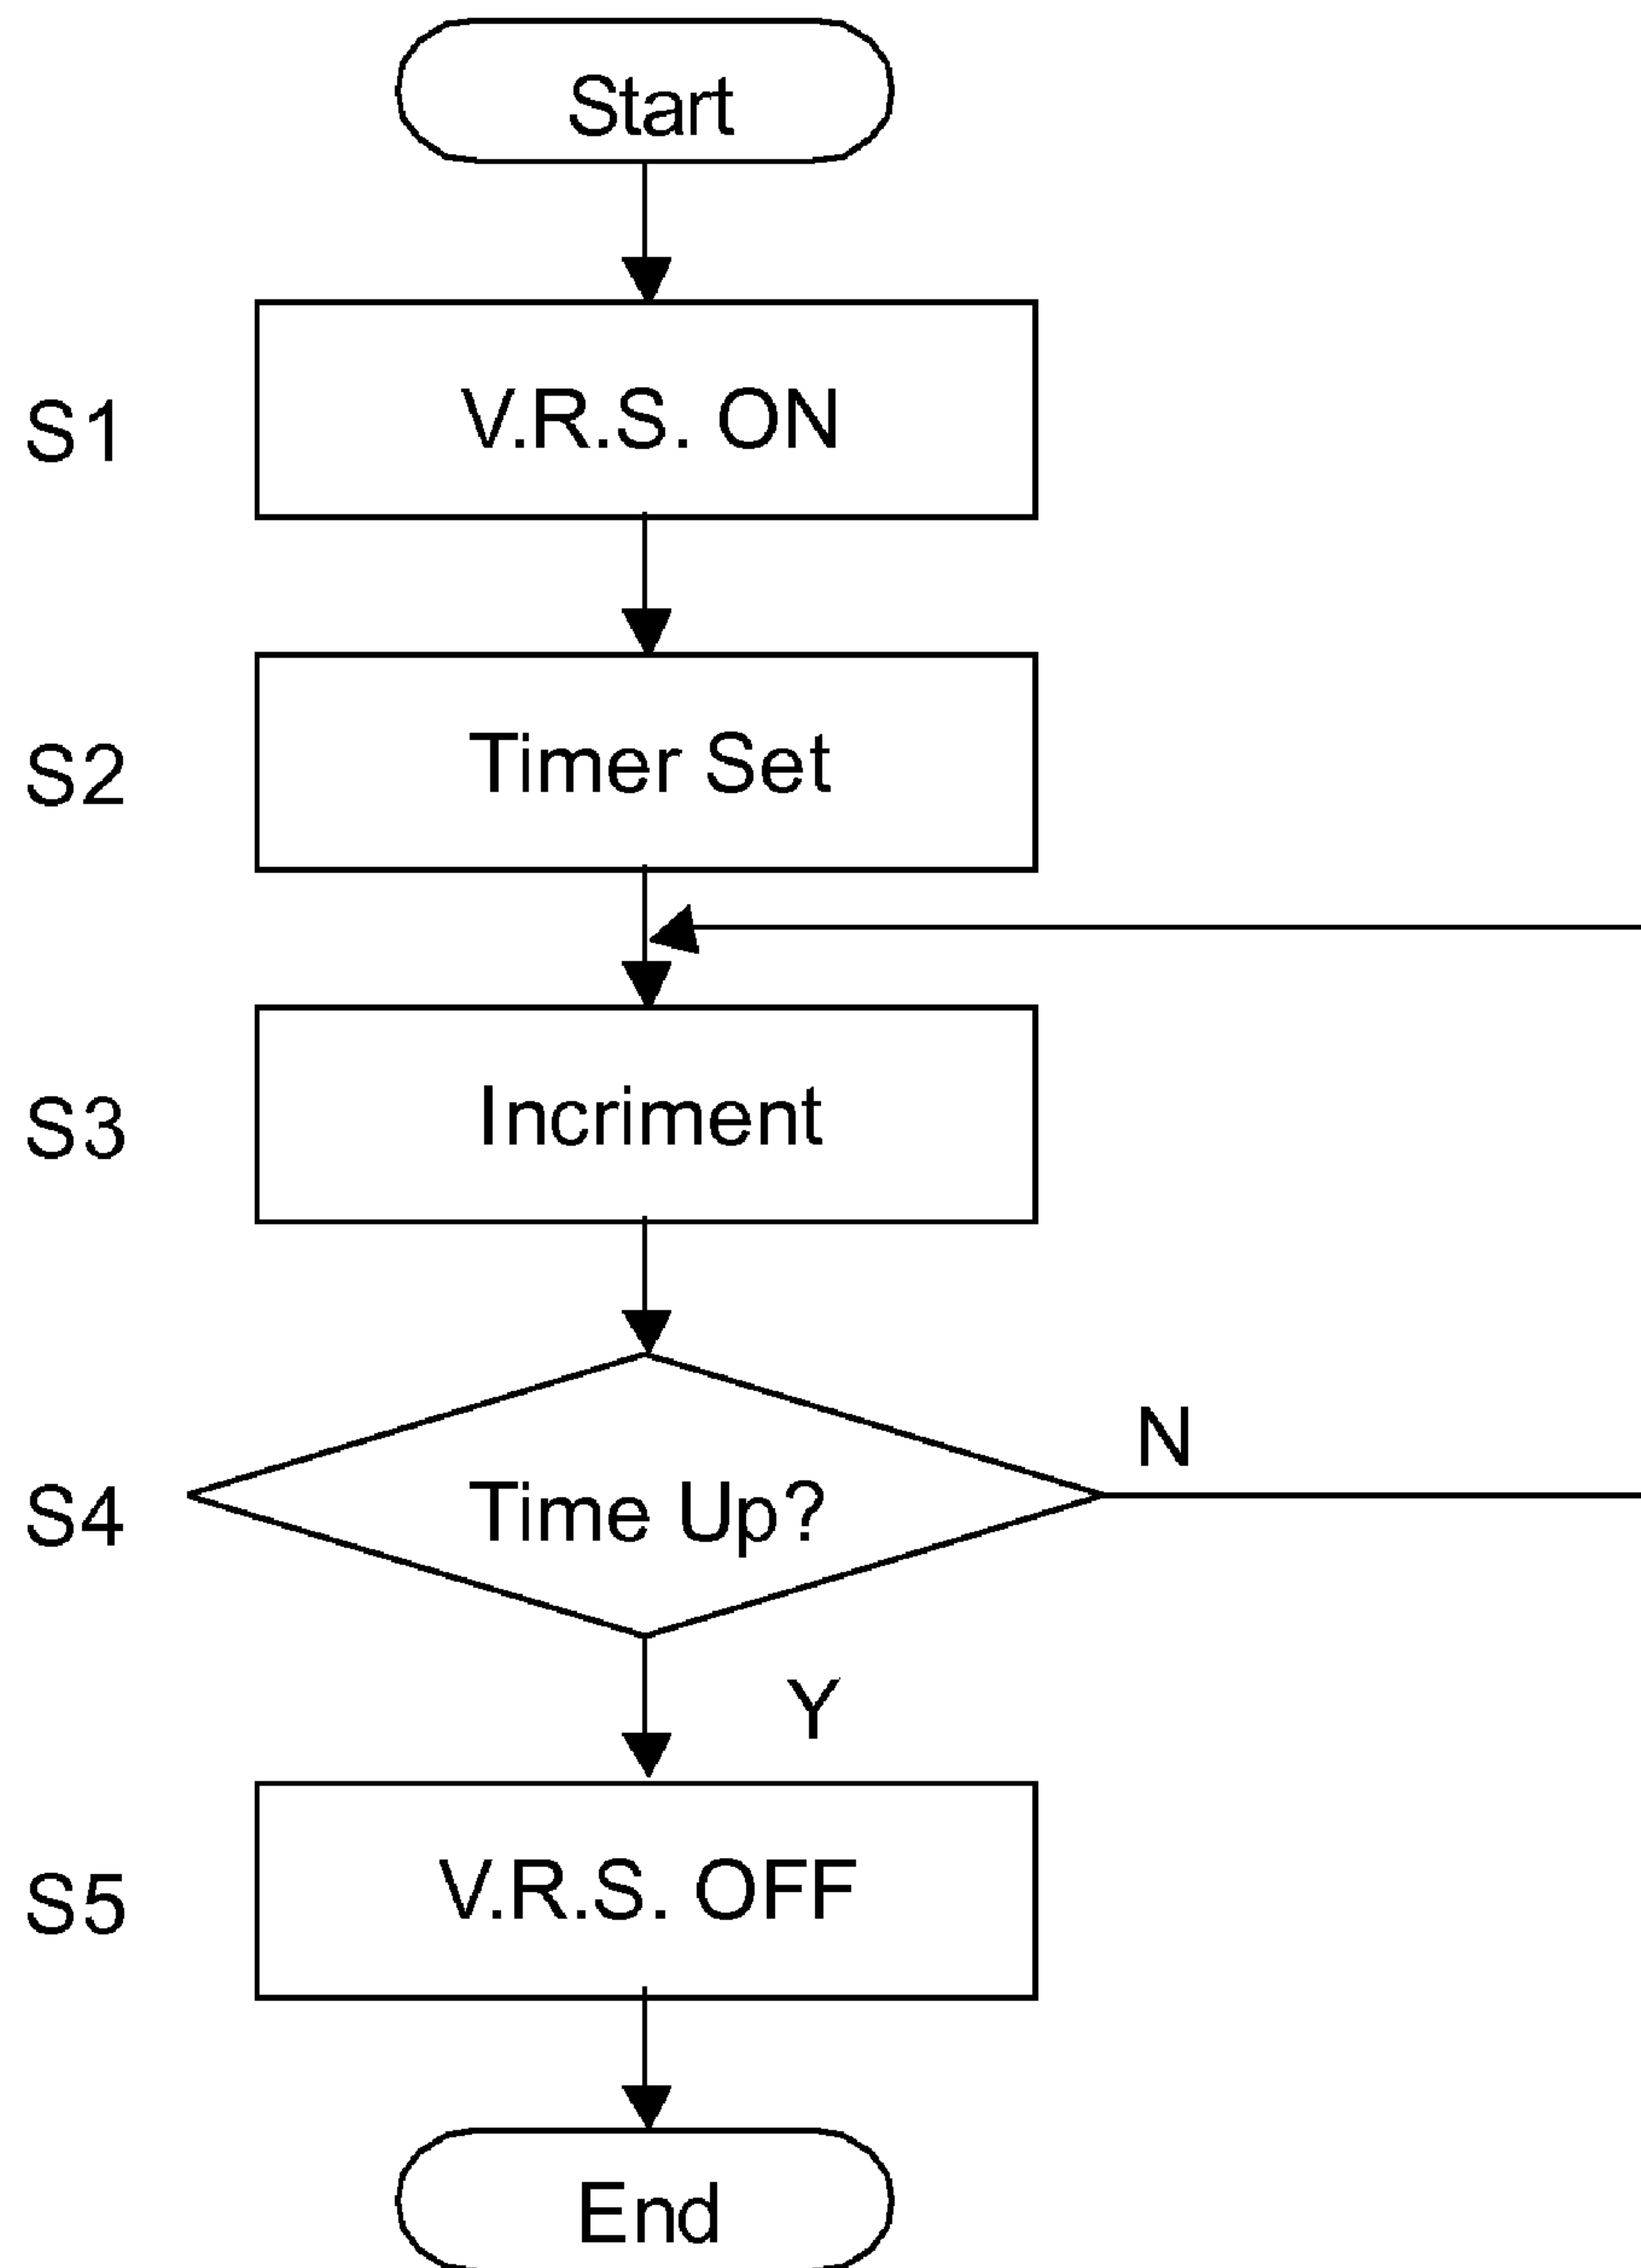 Start
S1 V.R.S. ON
S2 Timer Set
S3 Incriment
S4 Time Up? N
Y
S5 V.R.S. OFF
End